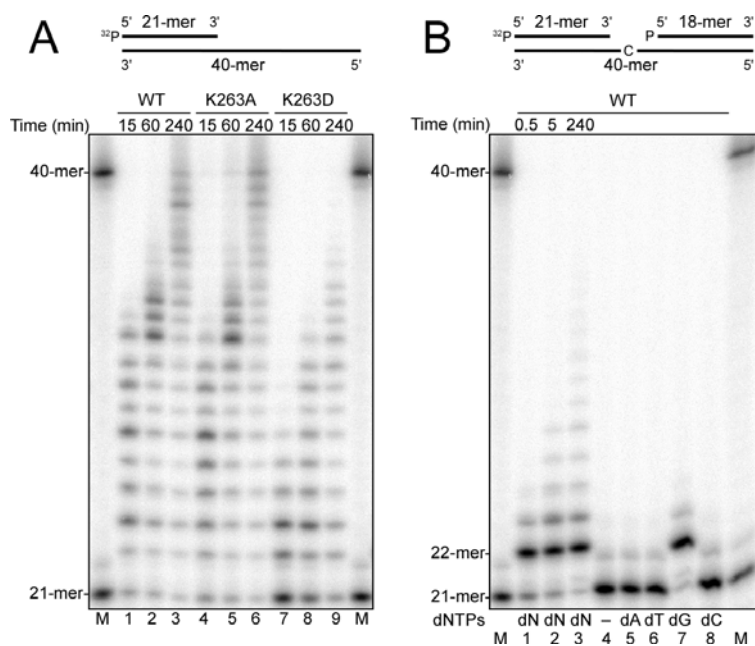 A
5' 21-mer 3'
32P
3' 40-mer 5'
WT K263A K263D
Time (min) 15 60 240 15 60 240 15 60 240
40-mer
21-mer
M 1 2 3 4 5 6 7 8 9 M
B
5' 21-mer 3' 5' 18-mer 3'
32P P
C
3' 40-mer 5'
WT
Time (min) 0.5 5 240
40-mer
22-mer
21-mer
dNTPs dN dN dN – dA dT dG dC
M 1 2 3 4 5 6 7 8 M